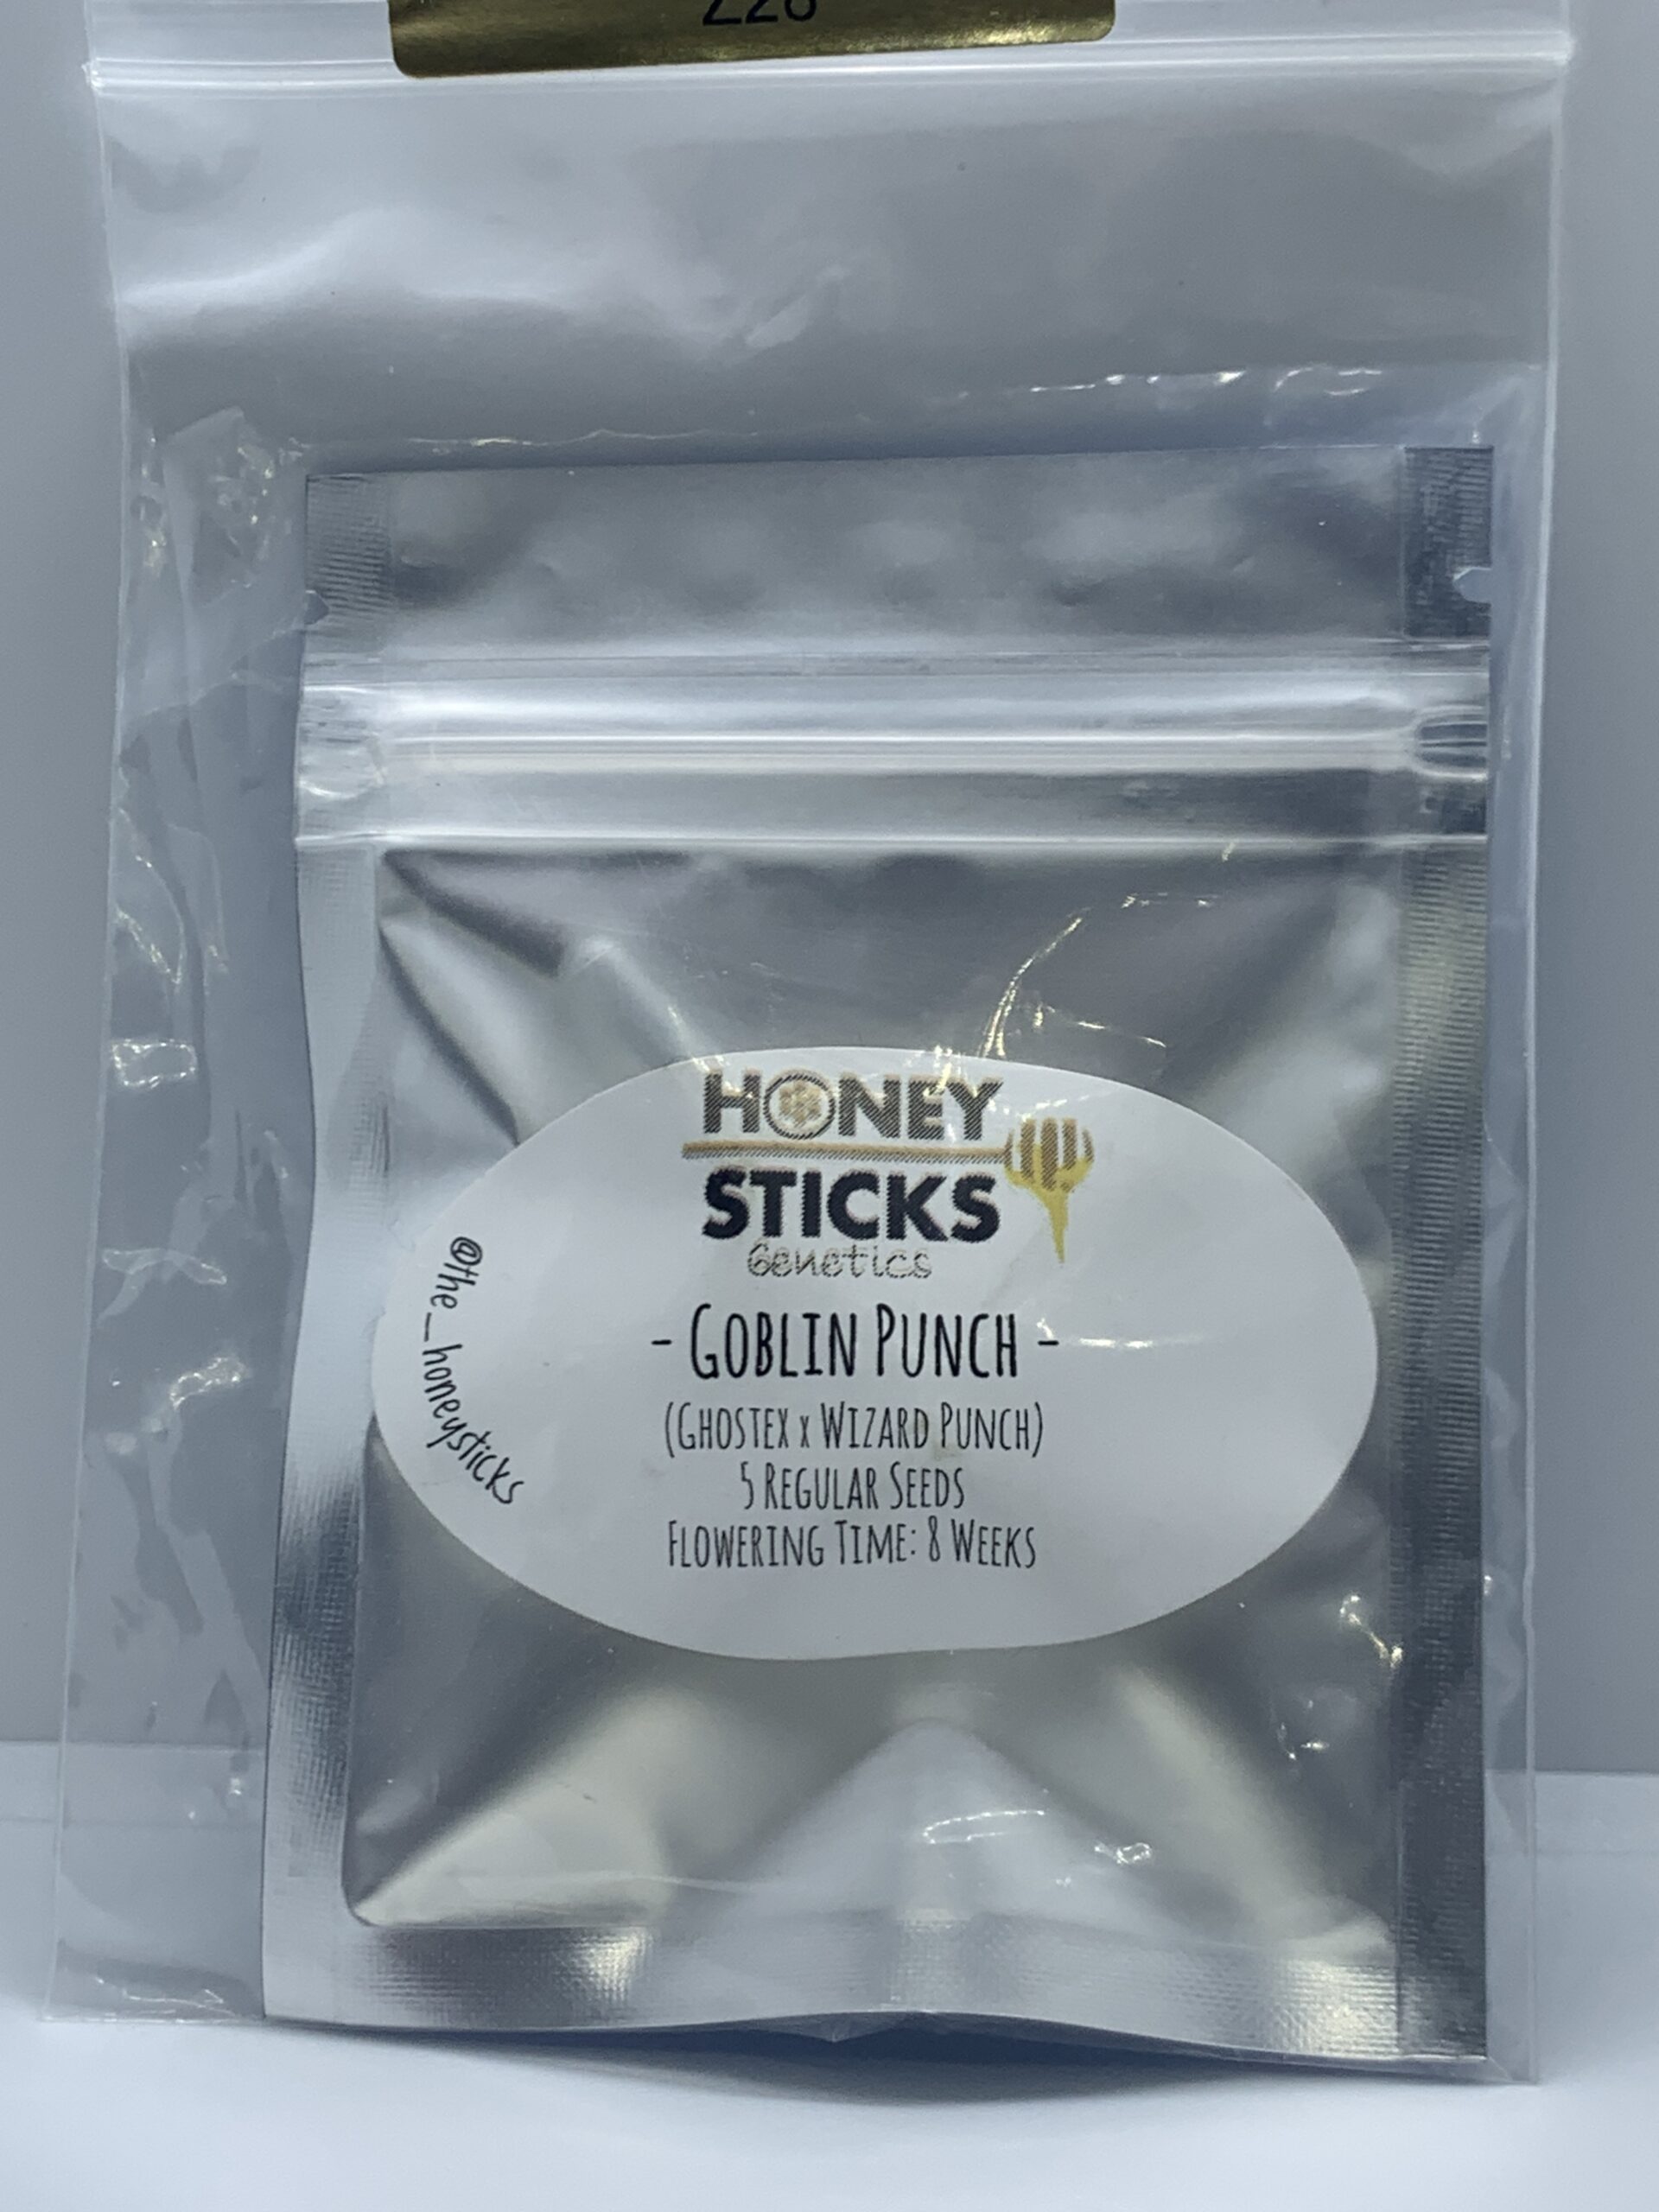 HONEY
STICKS
Genetics
- GOBLIN PUNCH -
(GHOSTEX x WIZARD PUNCH)
5 REGULAR SEEDS
FLOWERING TIME: 8 WEEKS
@the_honeysticks